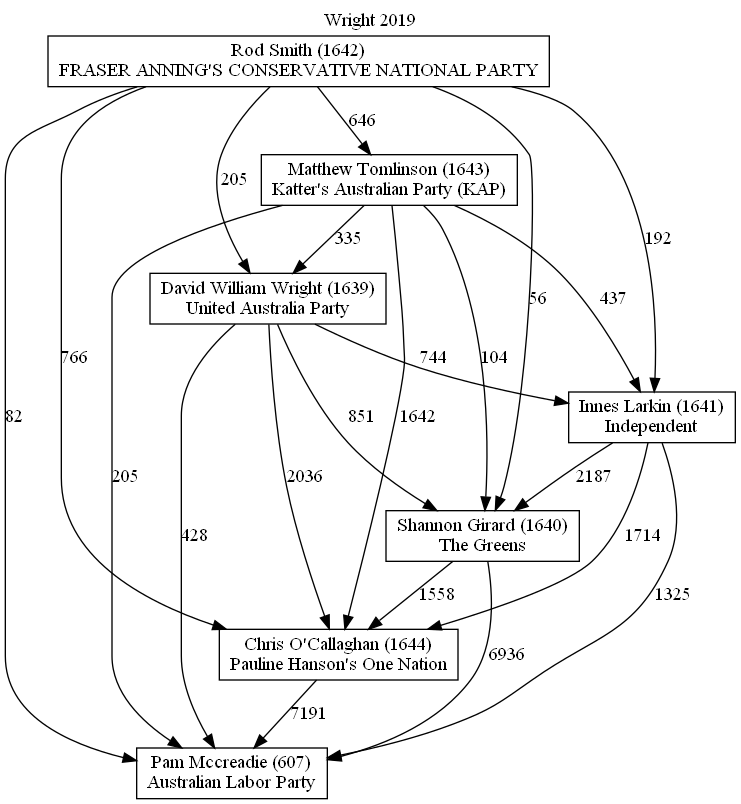 Wright 2019
Rod Smith (1642)
FRASER ANNING'S CONSERVATIVE NATIONAL PARTY
646
Matthew Tomlinson (1643)
Katter's Australian Party (KAP)
205
335
192
David William Wright (1639)
United Australia Party
56
437
766
744
104
Innes Larkin (1641)
Independent
82
851
1642
205
2036
2187
Shannon Girard (1640)
The Greens
428
1714
1558
1325
Chris O'Callaghan (1644)
Pauline Hanson's One Nation
6936
7191
Pam Mccreadie (607)
Australian Labor Party